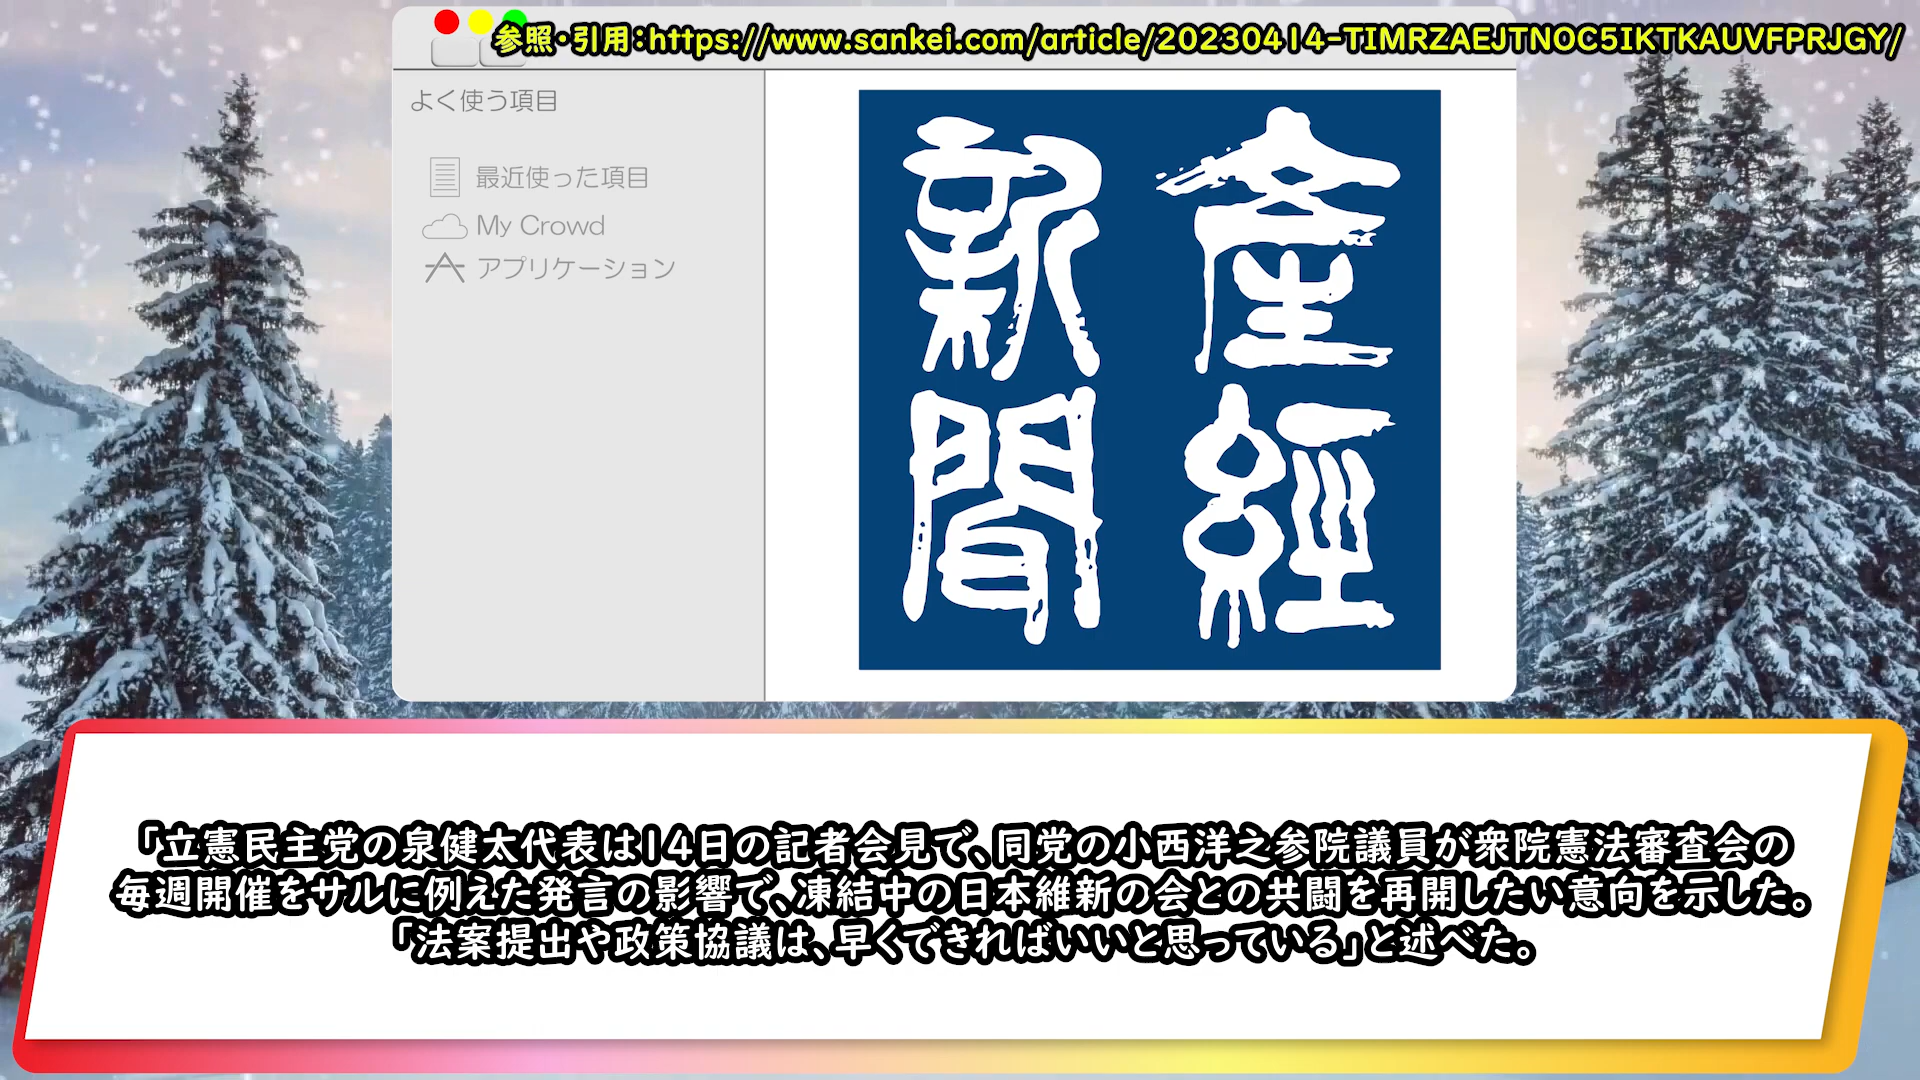 参照・引用：https://www.sankei.com/article/20230414-TIMRZAEJTNOC5IKTKAUVFPRJGY/
よく使う項目
最近使った項目
My Crowd
アプリケーション
産經
新聞
「立憲民主党の泉健太代表は14日の記者会見で、同党の小西洋之参院議員が衆院憲法審査会の
毎週開催をサルに例えた発言の影響で、凍結中の日本維新の会との共闘を再開したい意向を示した。
「法案提出や政策協議は、早くできればいいと思っている」と述べた。